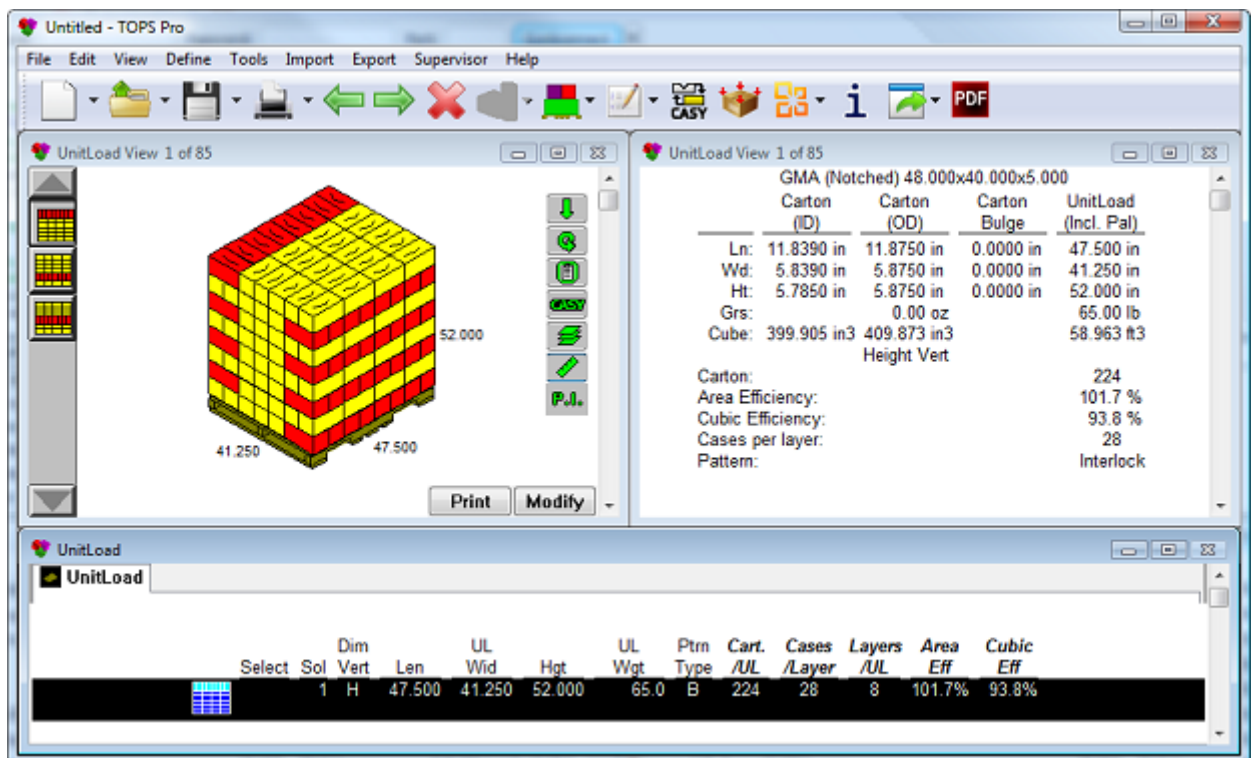 Untitled - TOPS Pro
File Edit View Define Tools Import Export Supervisor Help
CASY i PDF
UnitLoad View 1 of 85
CASY
P.I.
52.000
41.250
47.500
Print Modify
UnitLoad View 1 of 85
GMA (Notched) 48.000x40.000x5.000
Carton Carton Carton UnitLoad
(ID) (OD) Bulge (Incl. Pal)
Ln: 11.8390 in 11.8750 in 0.0000 in 47.500 in
Wd: 5.8390 in 5.8750 in 0.0000 in 41.250 in
Ht: 5.7850 in 5.8750 in 0.0000 in 52.000 in
Grs: 0.00 oz 65.00 lb
Cube: 399.905 in3 409.873 in3 58.963 ft3
Height Vert
Carton: 224
Area Efficiency: 101.7 %
Cubic Efficiency: 93.8 %
Cases per layer: 28
Pattern: Interlock
UnitLoad
UnitLoad
Dim UL UL Ptrn Cart. Cases Layers Area Cubic
Select Sol Vert Len Wid Hgt Wgt Type /UL /Layer /UL Eff Eff
1 H 47.500 41.250 52.000 65.0 B 224 28 8 101.7% 93.8%